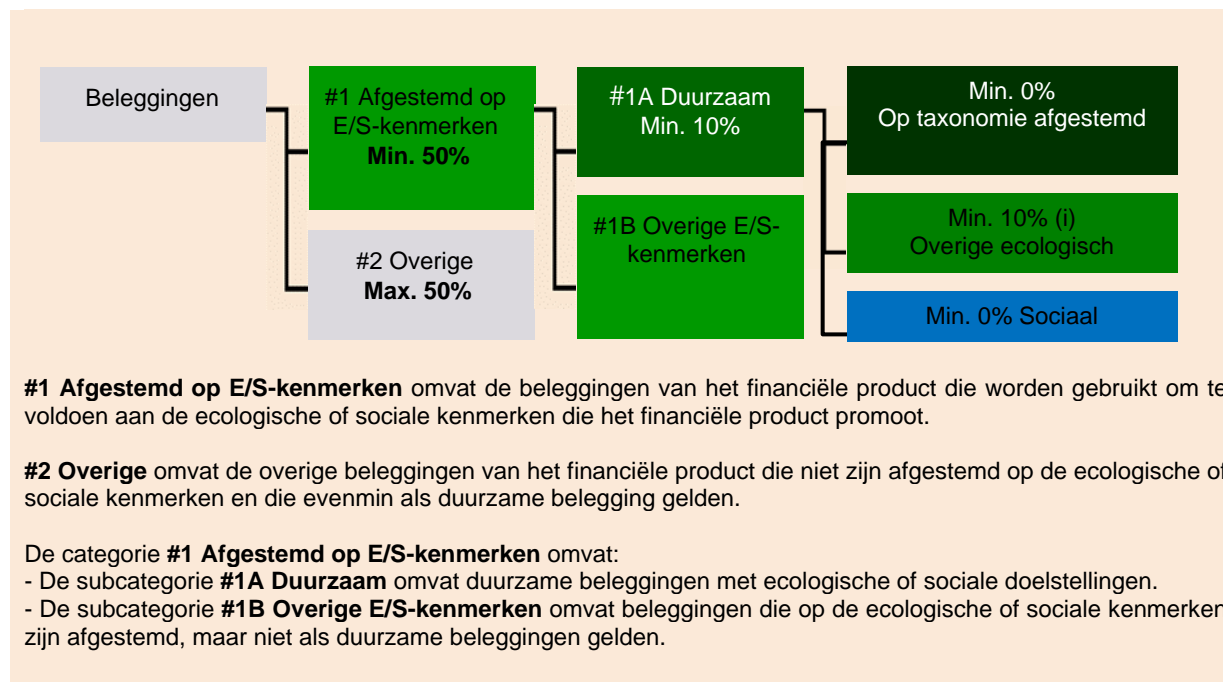 Beleggingen
#1 Afgestemd op
E/S-kenmerken
Min. 50%
#2 Overige
Max. 50%
#1A Duurzaam
Min. 10%
#1B Overige E/S-
kenmerken
Min. 0%
Op taxonomie afgestemd
Min. 10% (i)
Overige ecologisch
Min. 0% Sociaal
#1 Afgestemd op E/S-kenmerken omvat de beleggingen van het financiële product die worden gebruikt om te
voldoen aan de ecologische of sociale kenmerken die het financiële product promoot.
#2 Overige omvat de overige beleggingen van het financiële product die niet zijn afgestemd op de ecologische of
sociale kenmerken en die evenmin als duurzame belegging gelden.
De categorie #1 Afgestemd op E/S-kenmerken omvat:
- De subcategorie #1A Duurzaam omvat duurzame beleggingen met ecologische of sociale doelstellingen.
- De subcategorie #1B Overige E/S-kenmerken omvat beleggingen die op de ecologische of sociale kenmerken
zijn afgestemd, maar niet als duurzame beleggingen gelden.